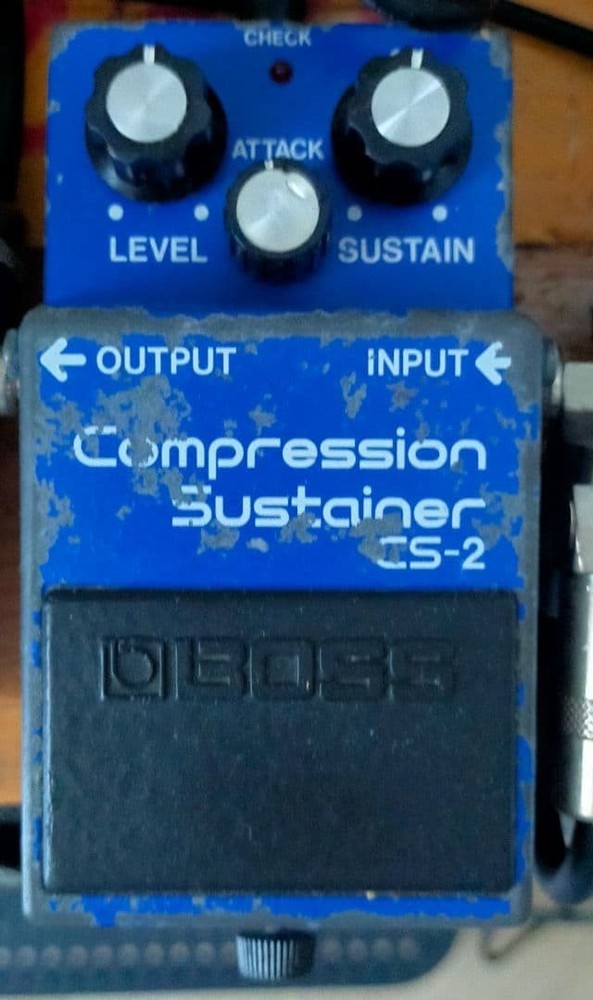 CHECK
ATTACK
LEVEL SUSTAIN
OUTPUT INPUT
Compression
Sustainer
CS-2
BOSS